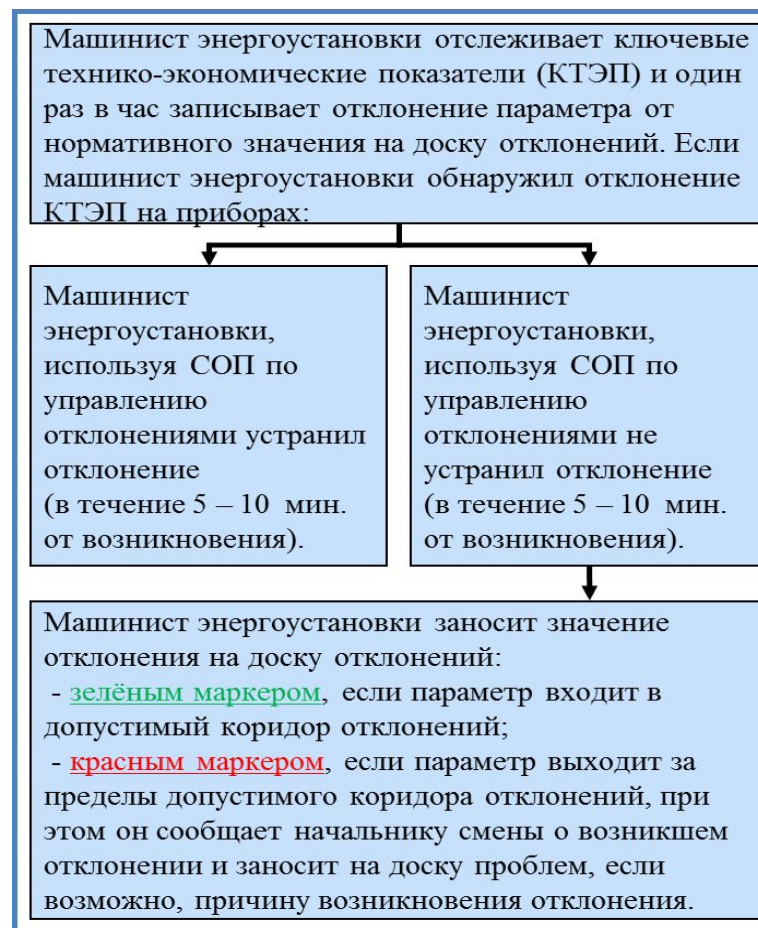 Машинист энергоустановки отслеживает ключевые
технико-экономические показатели (КТЭП) и один
раз в час записывает отклонение параметра от
нормативного значения на доску отклонений. Если
машинист энергоустановки обнаружил отклонение
КТЭП на приборах:
Машинист
энергоустановки,
используя СОП по
управлению
отклонениями устранил
отклонение
(в течение 5 – 10 мин.
от возникновения).
Машинист
энергоустановки,
используя СОП по
управлению
отклонениями не
устранил отклонение
(в течение 5 – 10 мин.
от возникновения).
Машинист энергоустановки заносит значение
отклонения на доску отклонений:
- зелёным маркером, если параметр входит в
допустимый коридор отклонений;
- красным маркером, если параметр выходит за
пределы допустимого коридора отклонений, при
этом он сообщает начальнику смены о возникшем
отклонении и заносит на доску проблем, если
возможно, причину возникновения отклонения.